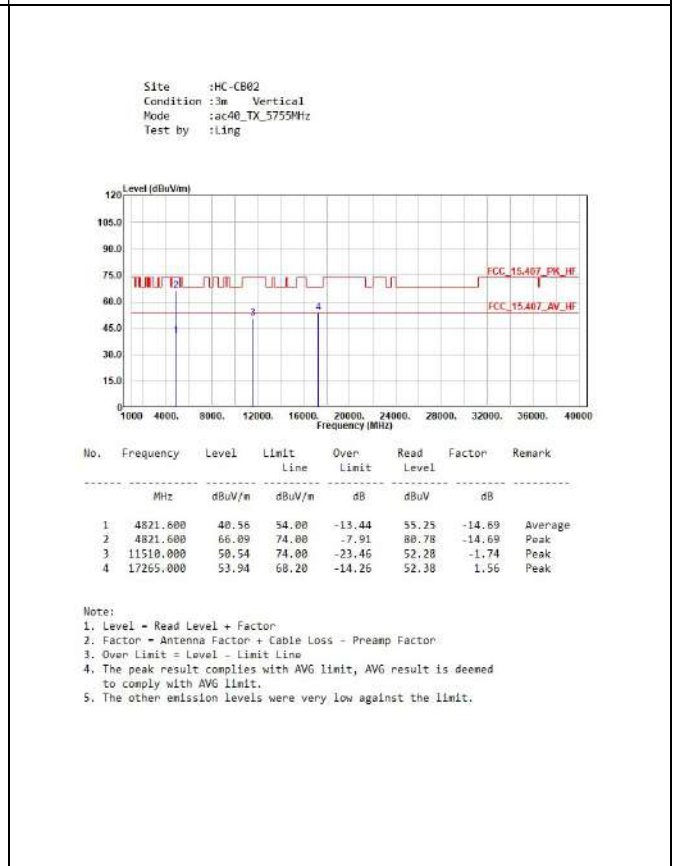 Site :HC-CB02
Condition :3m Vertical
Mode :ac40_TX_5755MHz
Test by :Ling
120 Level (dBuV/m)
105.0
90.0
75.0
FCC_15.407_PK_HF
2
60.0
FCC_15.407_AV_HF
4
3
45.0
1
30.0
15.0
0
1000 4000. 8000. 12000. 16000. 20000. 24000. 28000. 32000. 36000. 40000
Frequency (MHz)
No. Frequency Level Limit Over Read Factor Remark
Line Limit Level
------ ----------- -------- -------- -------- -------- -------- ---------
MHz dBuV/m dBuV/m dB dBuV dB
1 4821.600 40.56 54.00 -13.44 55.25 -14.69 Average
2 4821.600 66.09 74.00 -7.91 80.78 -14.69 Peak
3 11510.000 50.54 74.00 -23.46 52.28 -1.74 Peak
4 17265.000 53.94 68.20 -14.26 52.38 1.56 Peak
Note:
1. Level = Read Level + Factor
2. Factor = Antenna Factor + Cable Loss - Preamp Factor
3. Over Limit = Level - Limit Line
4. The peak result complies with AVG limit, AVG result is deemed
to comply with AVG limit.
5. The other emission levels were very low against the limit.